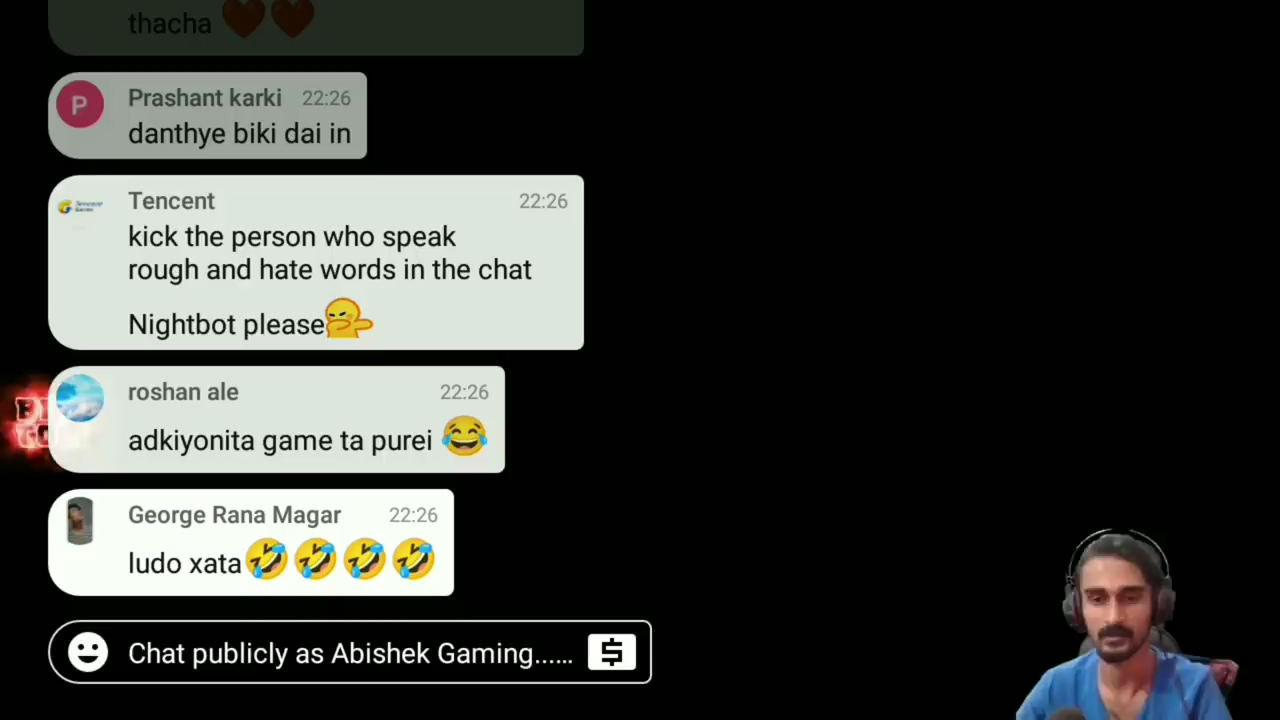 thacha ❤️❤️
P
Prashant karki 22:26
danthye biki dai in
Tencent 22:26
kick the person who speak
rough and hate words in the chat
Nightbot please
roshan ale 22:26
adkiyonita game ta purei 😂
George Rana Magar 22:26
ludo xata🤣🤣🤣🤣
Chat publicly as Abishek Gaming...... $